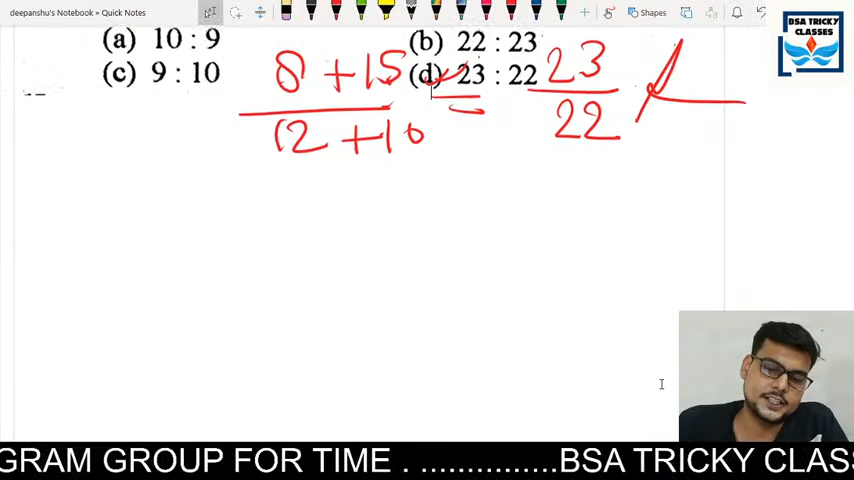 deepanshu's Notebook » Quick Notes
Shapes
BSA TRICKY
CLASSES
(a) 10 : 9
(b) 22 : 23
(c) 9 : 10
(d) 23 : 22
8 + 15
12 + 10
=
23
22
GRAM GROUP FOR TIME . ...............BSA TRICKY CLAS